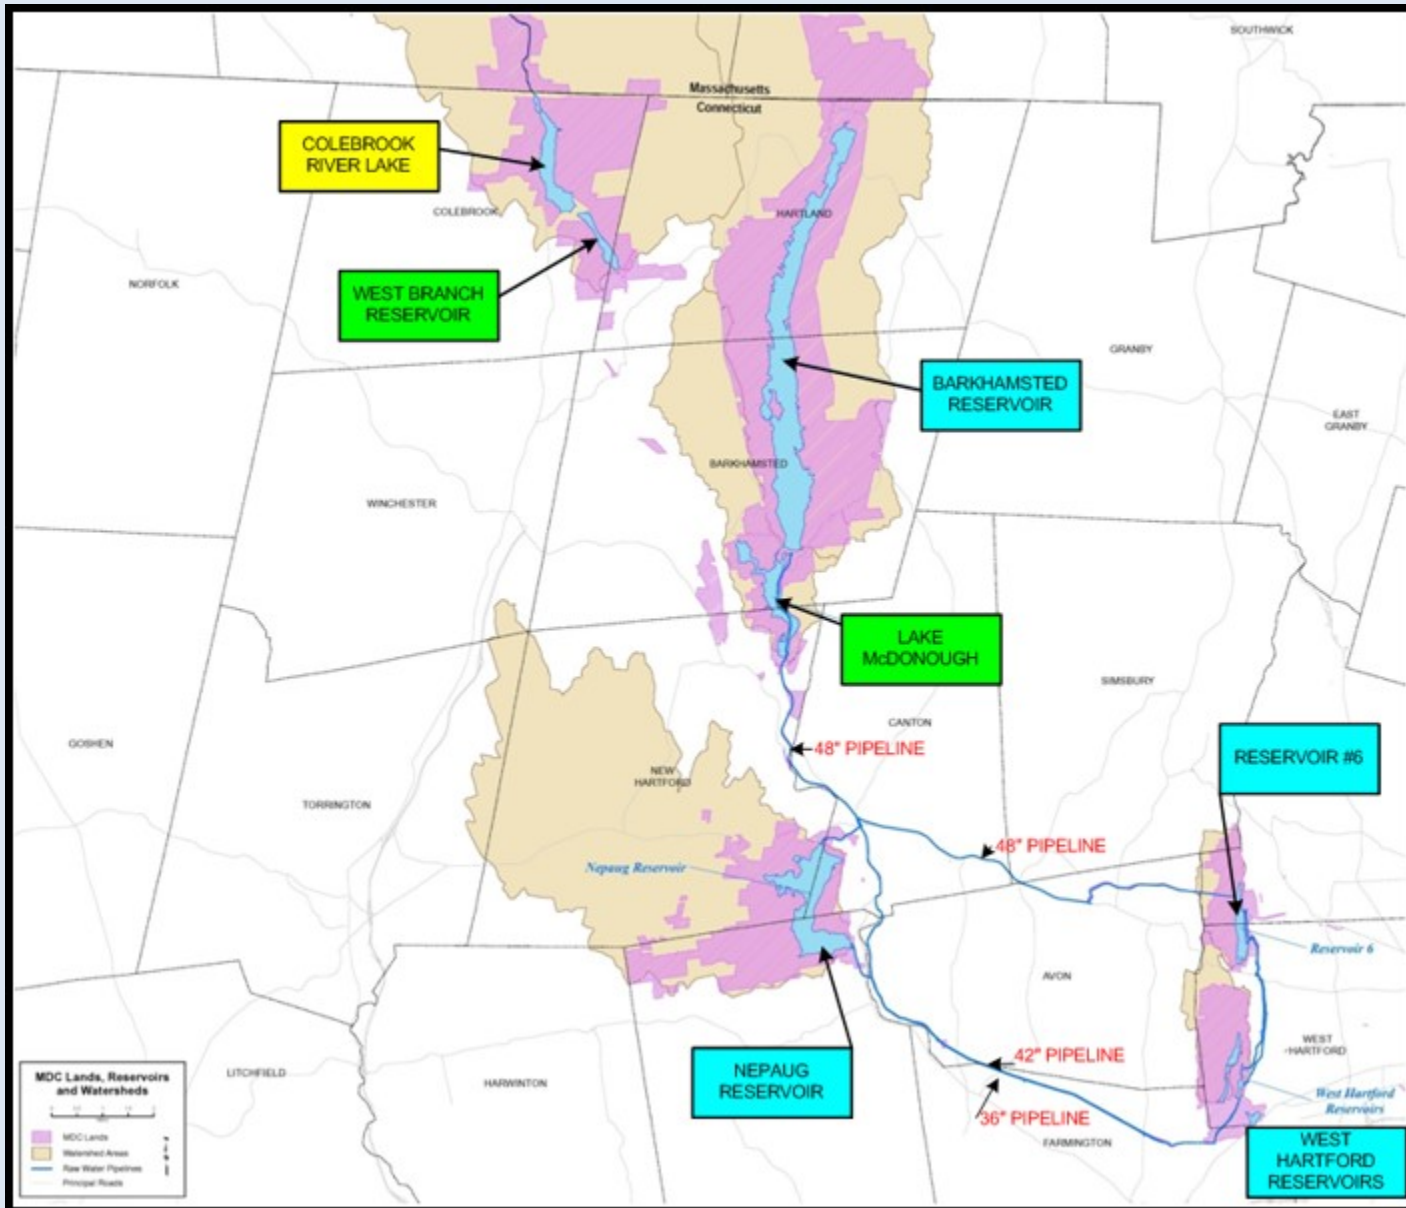 SOUTHWICK
Massachusetts
Connecticut
COLEBROOK
RIVER LAKE
COLEBROOK
HARTLAND
NORFOLK
WEST BRANCH
RESERVOIR
GRANBY
BARKHAMSTED
RESERVOIR
EAST
GRANBY
BARKHAMSTED
WINCHESTER
LAKE
McDONOUGH
SIMSBURY
CANTON
GOSHEN
48" PIPELINE
RESERVOIR #6
NEW
HARTFORD
TORRINGTON
48" PIPELINE
Nepaug Reservoir
Reservoir 6
AVON
WEST
HARTFORD
42" PIPELINE
NEPAUG
RESERVOIR
LITCHFIELD
HARWINTON
West Hartford
Reservoirs
36" PIPELINE
FARMINGTON
WEST
HARTFORD
RESERVOIRS
MDC Lands, Reservoirs
and Watersheds
MDC Lands
Watershed Areas
Raw Water Pipelines
Principal Roads